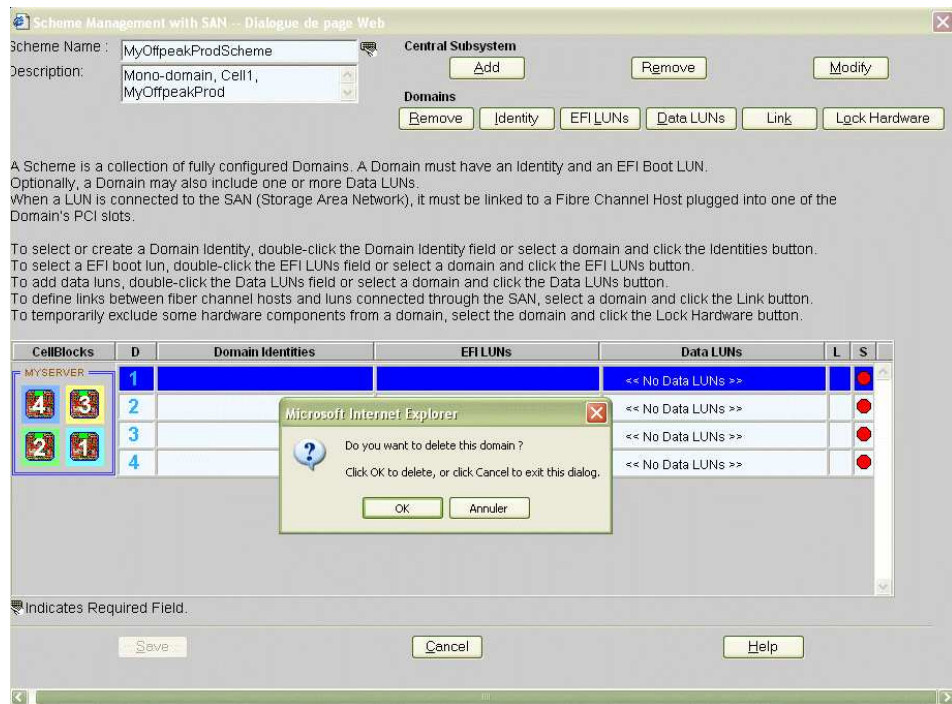 Scheme Management with SAN -- Dialogue de page Web
Scheme Name :
MyOffpeakProdScheme
Description:
Mono-domain, Cell1,
MyOffpeakProd
Central Subsystem
Add
Remove
Modify
Domains
Remove
Identity
EFI LUNs
Data LUNs
Link
Lock Hardware
A Scheme is a collection of fully configured Domains. A Domain must have an Identity and an EFI Boot LUN.
Optionally, a Domain may also include one or more Data LUNs.
When a LUN is connected to the SAN (Storage Area Network), it must be linked to a Fibre Channel Host plugged into one of the
Domain's PCI slots.
To select or create a Domain Identity, double-click the Domain Identity field or select a domain and click the Identities button.
To select a EFI boot lun, double-click the EFI LUNs field or select a domain and click the EFI LUNs button.
To add data luns, double-click the Data LUNs field or select a domain and click the Data LUNs button.
To define links between fiber channel hosts and luns connected through the SAN, select a domain and click the Link button.
To temporarily exclude some hardware components from a domain, select the domain and click the Lock Hardware button.
CellBlocks D Domain Identities EFI LUNs Data LUNs L S
MYSERVER
4 3
2 1
1 << No Data LUNs >>
2 << No Data LUNs >>
3 << No Data LUNs >>
4 << No Data LUNs >>
Microsoft Internet Explorer
Do you want to delete this domain ?
Click OK to delete, or click Cancel to exit this dialog.
OK
Annuler
Indicates Required Field.
Save
Cancel
Help